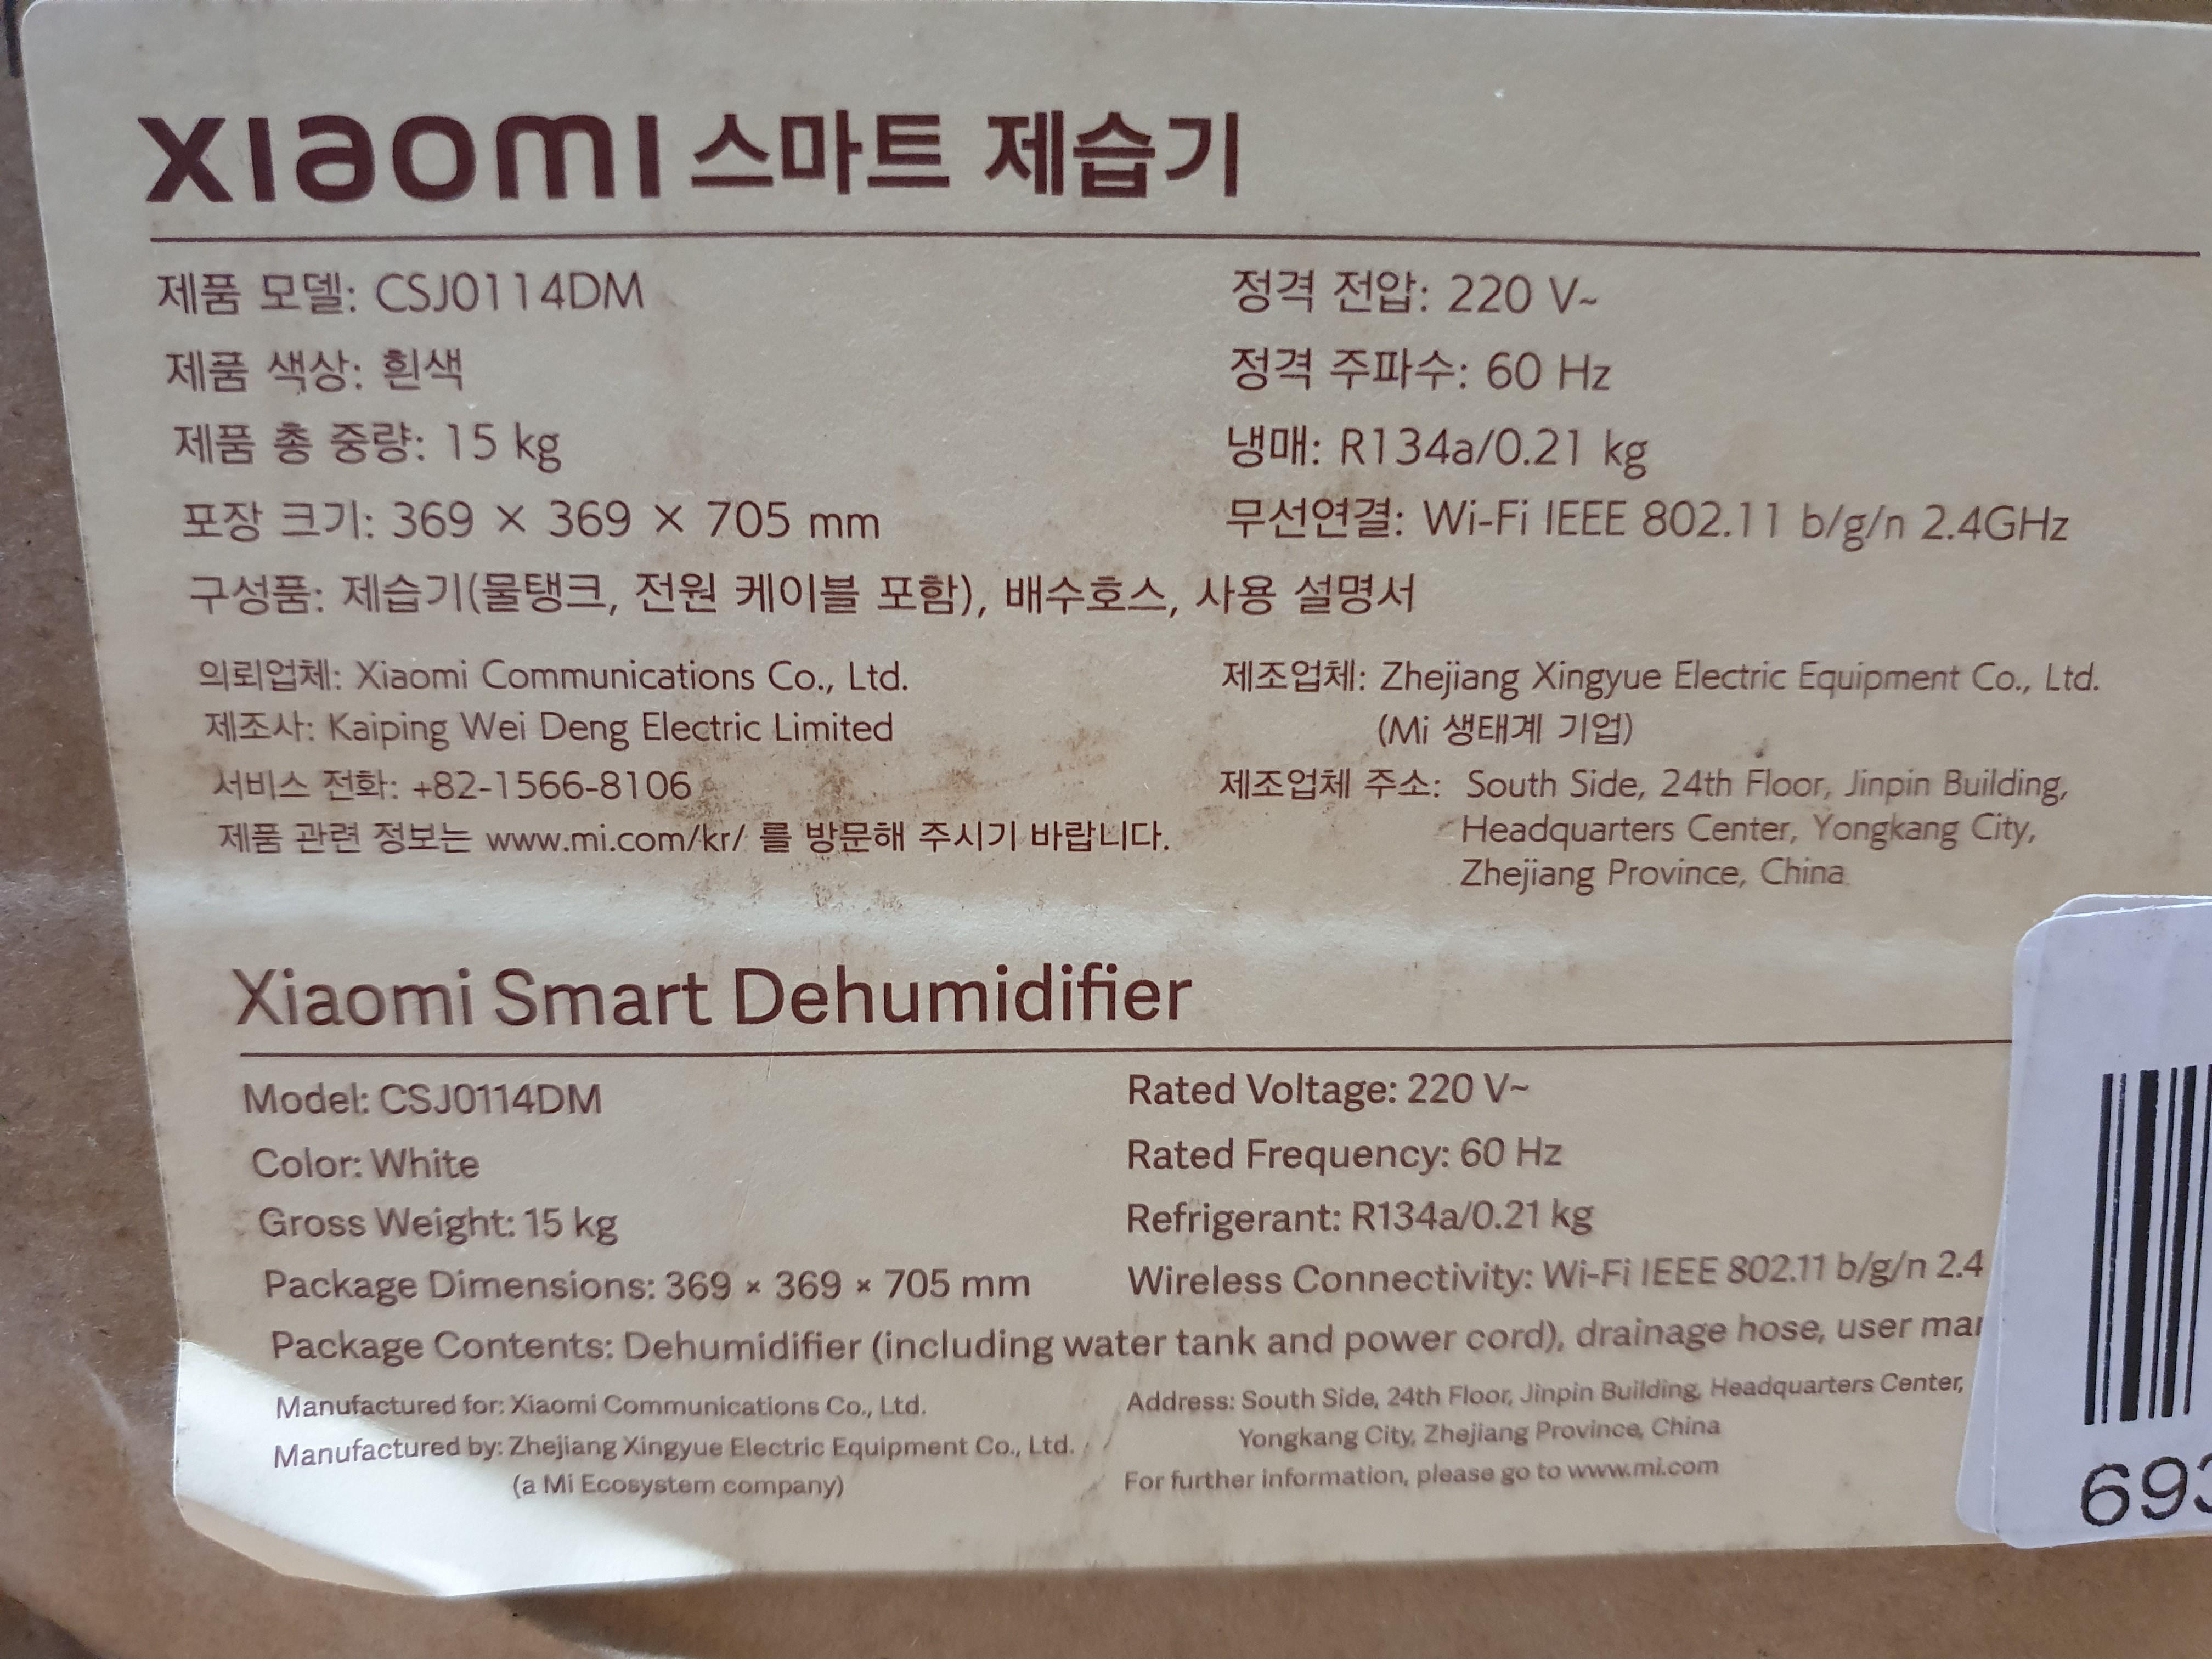 xiaomi 스마트 제습기
제품 모델: CSJ0114DM
제품 색상: 흰색
제품 총 중량: 15 kg
포장 크기: 369 × 369 × 705 mm
정격 전압: 220 V~
정격 주파수: 60 Hz
냉매: R134a/0.21 kg
무선연결: Wi-Fi IEEE 802.11 b/g/n 2.4GHz
구성품: 제습기(물탱크, 전원 케이블 포함), 배수호스, 사용 설명서
의뢰업체: Xiaomi Communications Co., Ltd.
제조사: Kaiping Wei Deng Electric Limited
서비스 전화: +82-1566-8106
제품 관련 정보는 www.mi.com/kr/ 를 방문해 주시기 바랍니다.
제조업체: Zhejiang Xingyue Electric Equipment Co., Ltd.
(Mi 생태계 기업)
제조업체 주소: South Side, 24th Floor, Jinpin Building,
Headquarters Center, Yongkang City,
Zhejiang Province, China
Xiaomi Smart Dehumidifier
Model: CSJ0114DM
Color: White
Gross Weight: 15 kg
Package Dimensions: 369 × 369 × 705 mm
Rated Voltage: 220 V~
Rated Frequency: 60 Hz
Refrigerant: R134a/0.21 kg
Wireless Connectivity: Wi-Fi IEEE 802.11 b/g/n 2.4
Package Contents: Dehumidifier (including water tank and power cord), drainage hose, user
Manufactured for: Xiaomi Communications Co., Ltd.
Manufactured by: Zhejiang Xingyue Electric Equipment Co., Ltd.
(a Mi Ecosystem company)
Address: South Side, 24th Floor, Jinpin Building, Headquarters Center,
Yongkang City, Zhejiang Province, China
For further information, please go to www.mi.com